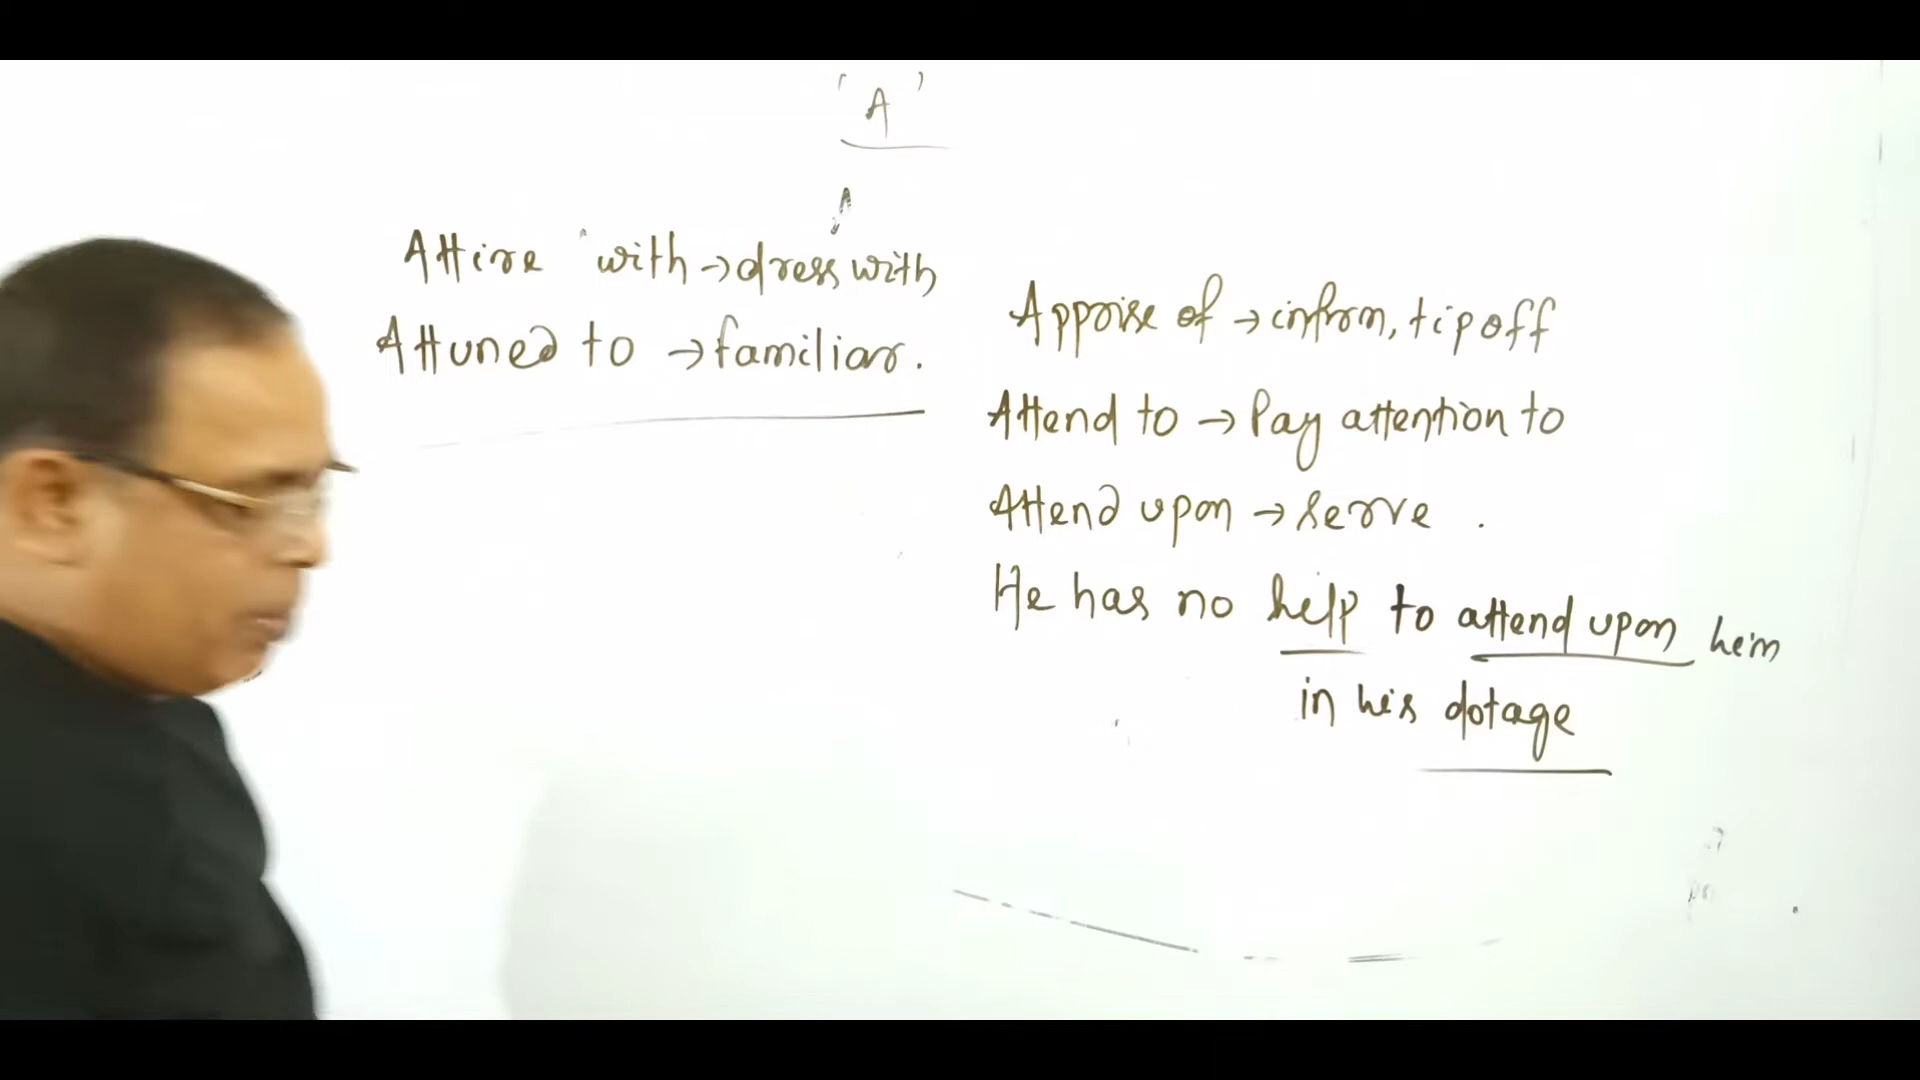 'A'
Attire with → dress with
Attuned to → familiar.
Apprise of → inform, tip off
Attend to → Pay attention to
Attend upon → serve.
He has no help to attend upon him
in his dotage